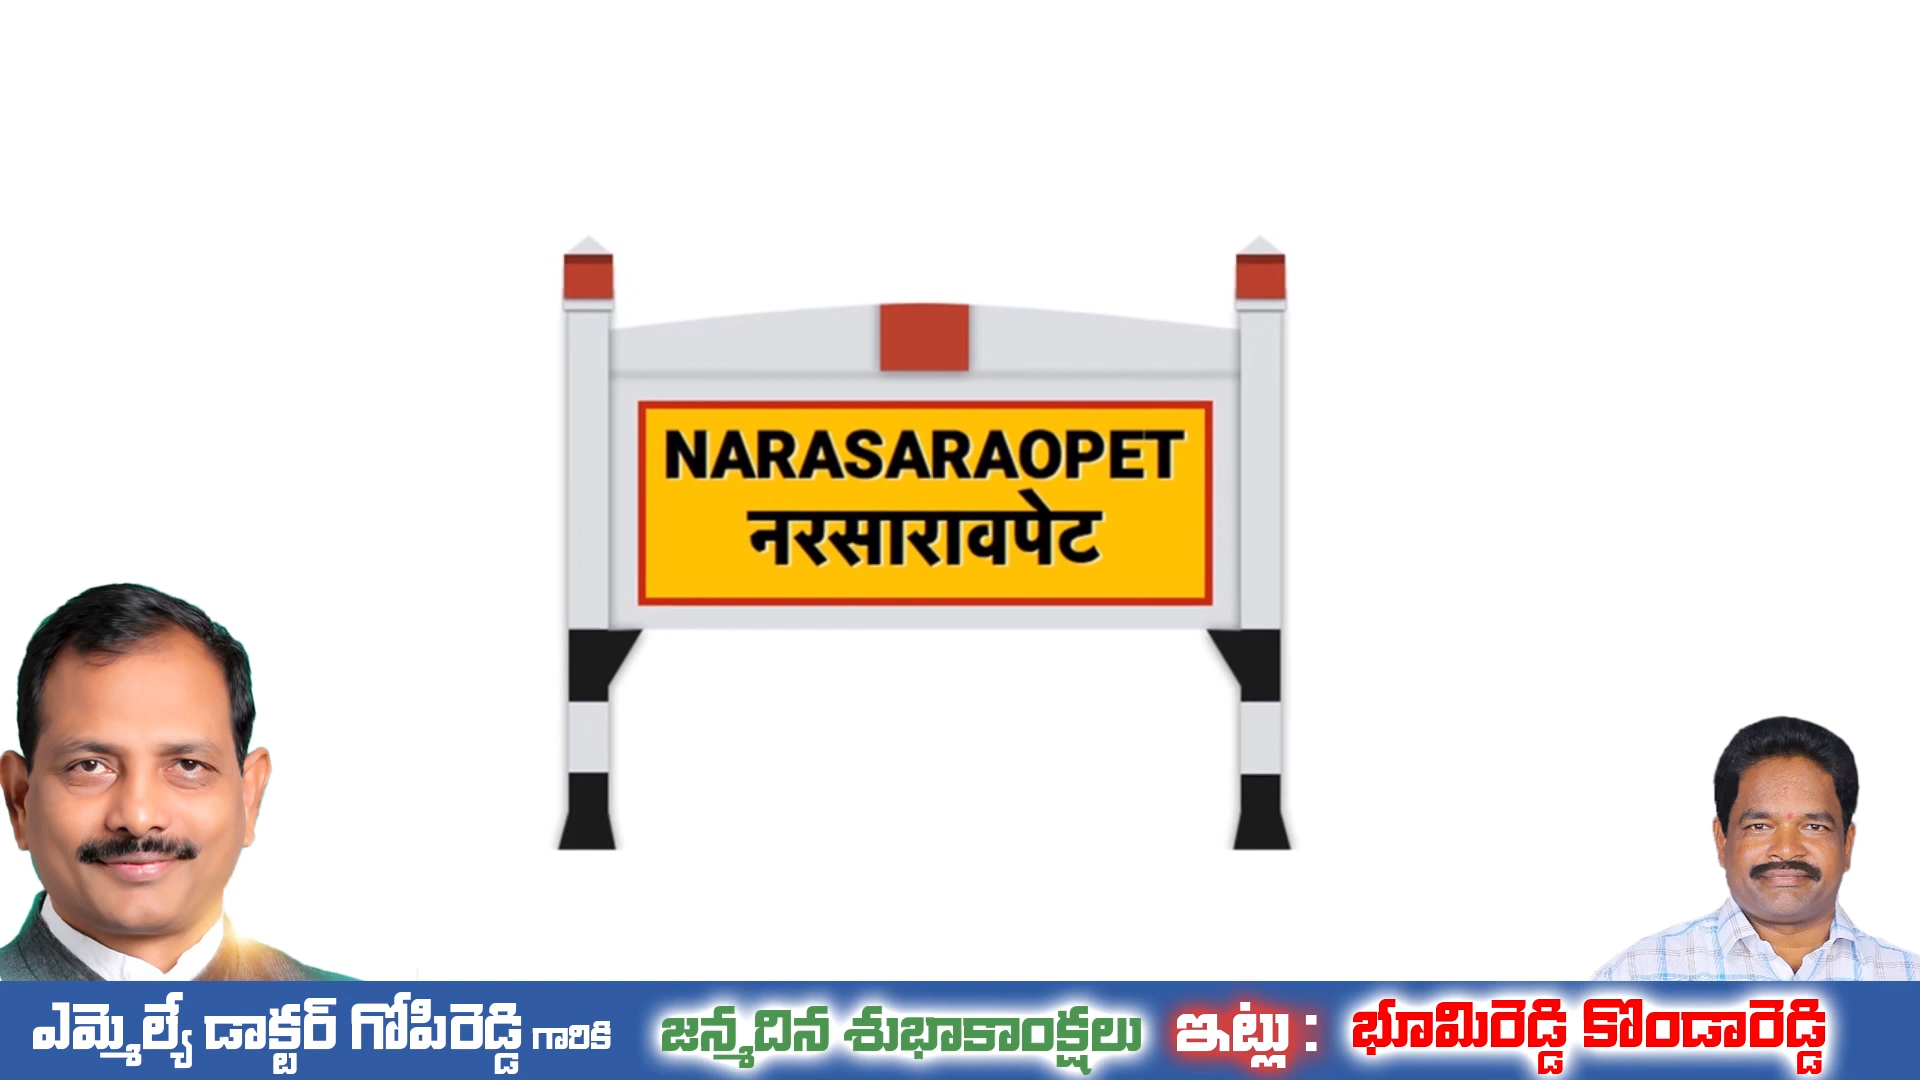 NARASARAOPET
नरसारावपेट
ఎమ్మెల్యే డాక్టర్ గోపిరెడ్డి గారికి జన్మదిన శుభాకాంక్షలు ఇట్లు : భూమిరెడ్డి కొండారెడ్డి